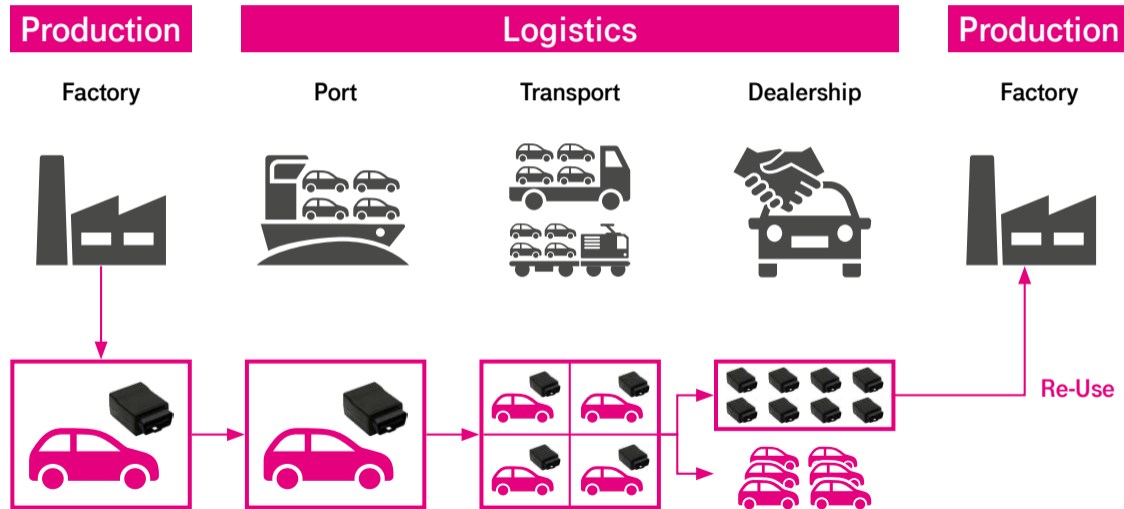 Production
Logistics
Production
Factory
Port
Transport
Dealership
Factory
Re-Use